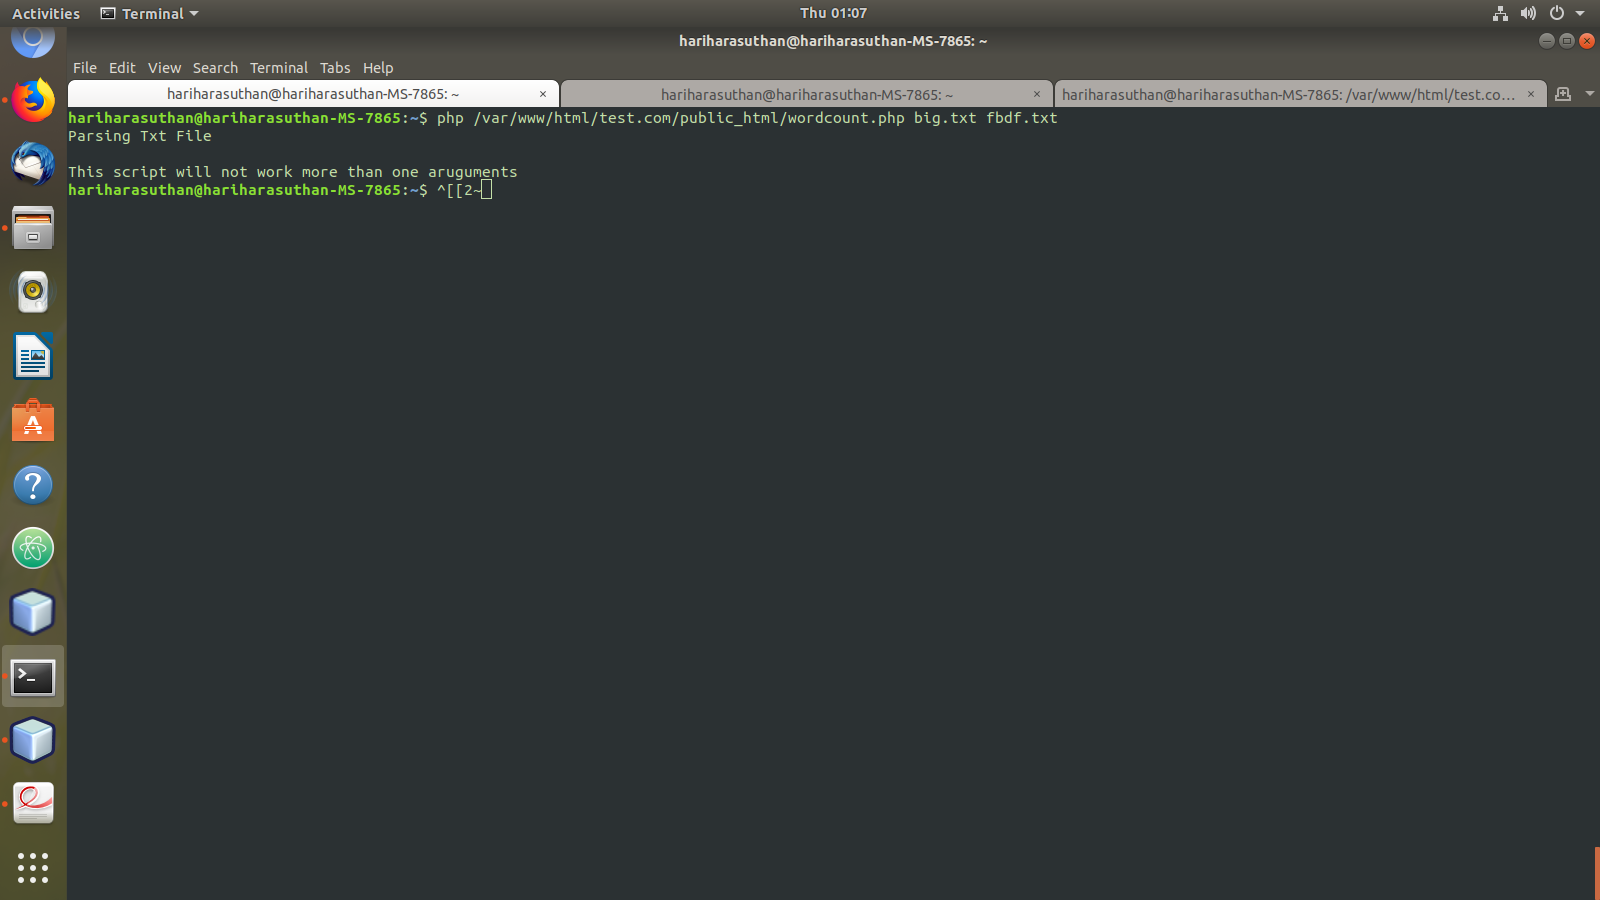 Activities
Terminal
Thu 01:07
hariharasuthan@hariharasuthan-MS-7865: ~
File Edit View Search Terminal Tabs Help
hariharasuthan@hariharasuthan-MS-7865: ~ ×
hariharasuthan@hariharasuthan-MS-7865: ~ ×
hariharasuthan@hariharasuthan-MS-7865: /var/www/html/test.co... ×
hariharasuthan@hariharasuthan-MS-7865:~$ php /var/www/html/test.com/public_html/wordcount.php big.txt fbdf.txt
Parsing Txt File
This script will not work more than one aruguments
hariharasuthan@hariharasuthan-MS-7865:~$ ^[[2~